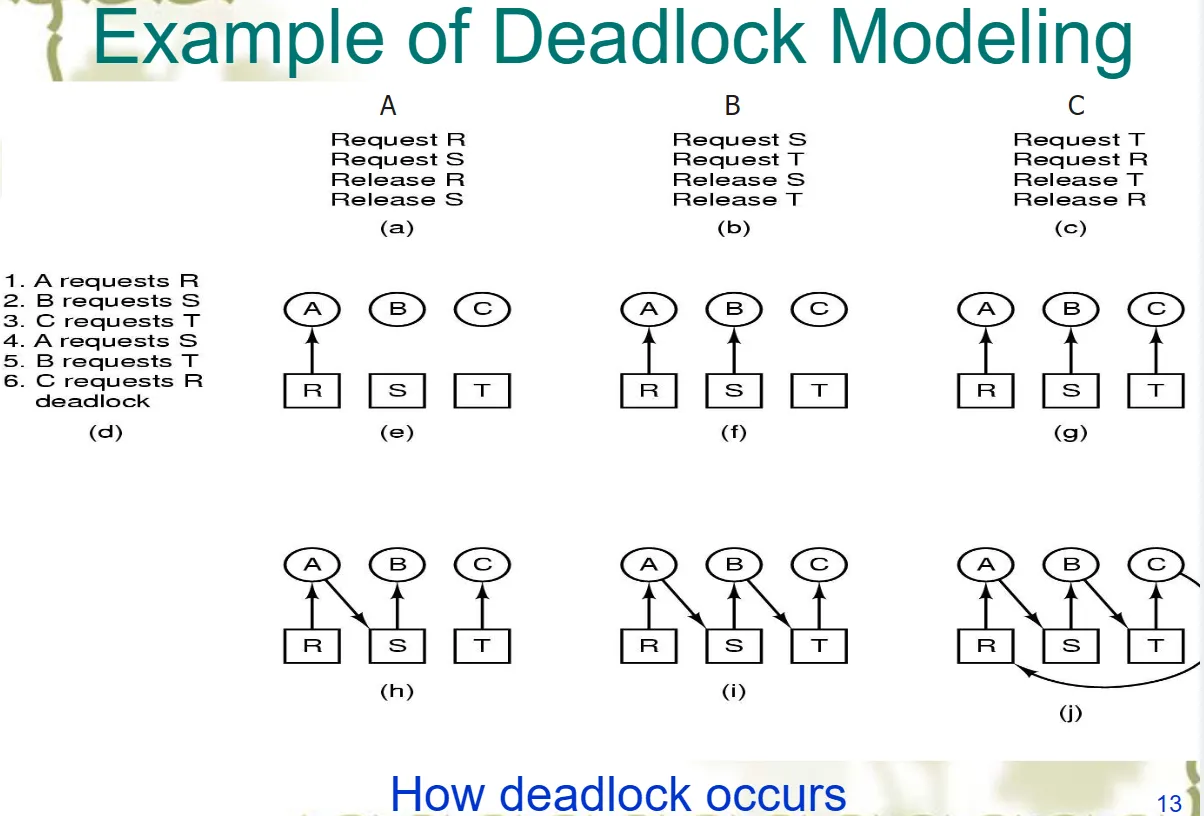 Example of Deadlock Modeling
A B C
Request R Request S Request T
Request S Request T Request R
Release R Release S Release T
Release S Release T Release R
(a) (b) (c)
1. A requests R
2. B requests S
3. C requests T
4. A requests S
5. B requests T
6. C requests R
deadlock
(d)
A B C A B C A B C
R S T R S T R S T
(e) (f) (g)
A B C A B C A B C
R S T R S T R S T
(h) (i) (j)
How deadlock occurs
13